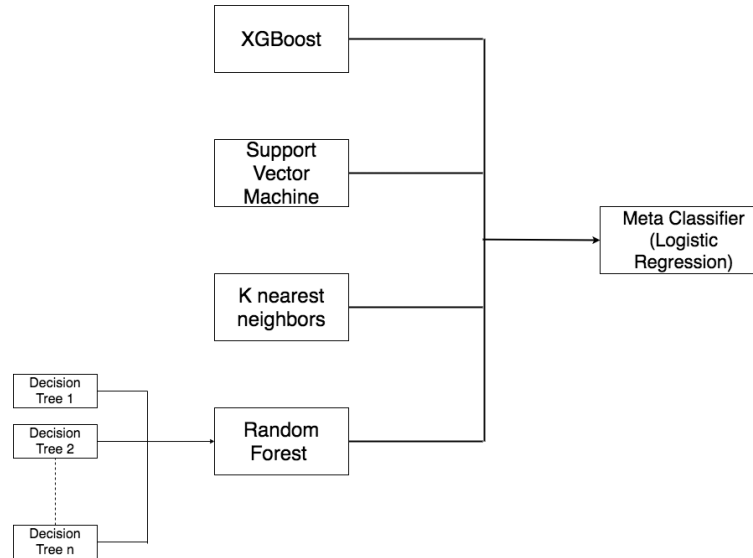 XGBoost
Support
Vector
Machine
Meta Classifier
(Logistic
Regression)
K nearest
neighbors
Decision
Tree 1
Decision
Tree 2
Random
Forest
Decision
Tree n